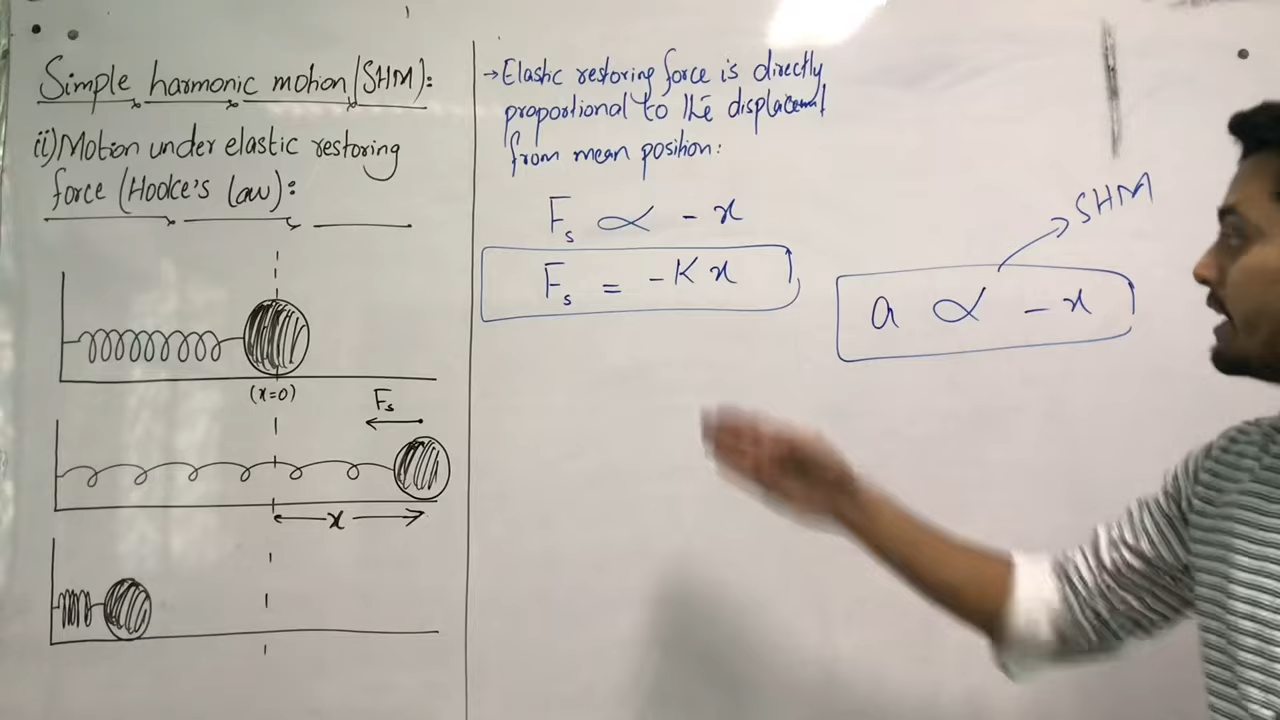 Simple harmonic motion (SHM):
ii) Motion under elastic restoring
force (Hooke's law):
(x=0)
Fs
x
→ Elastic restoring force is directly
proportional to the displacement
from mean position:
Fs ∝ - x
Fs = -Kx
SHM
a ∝ - x